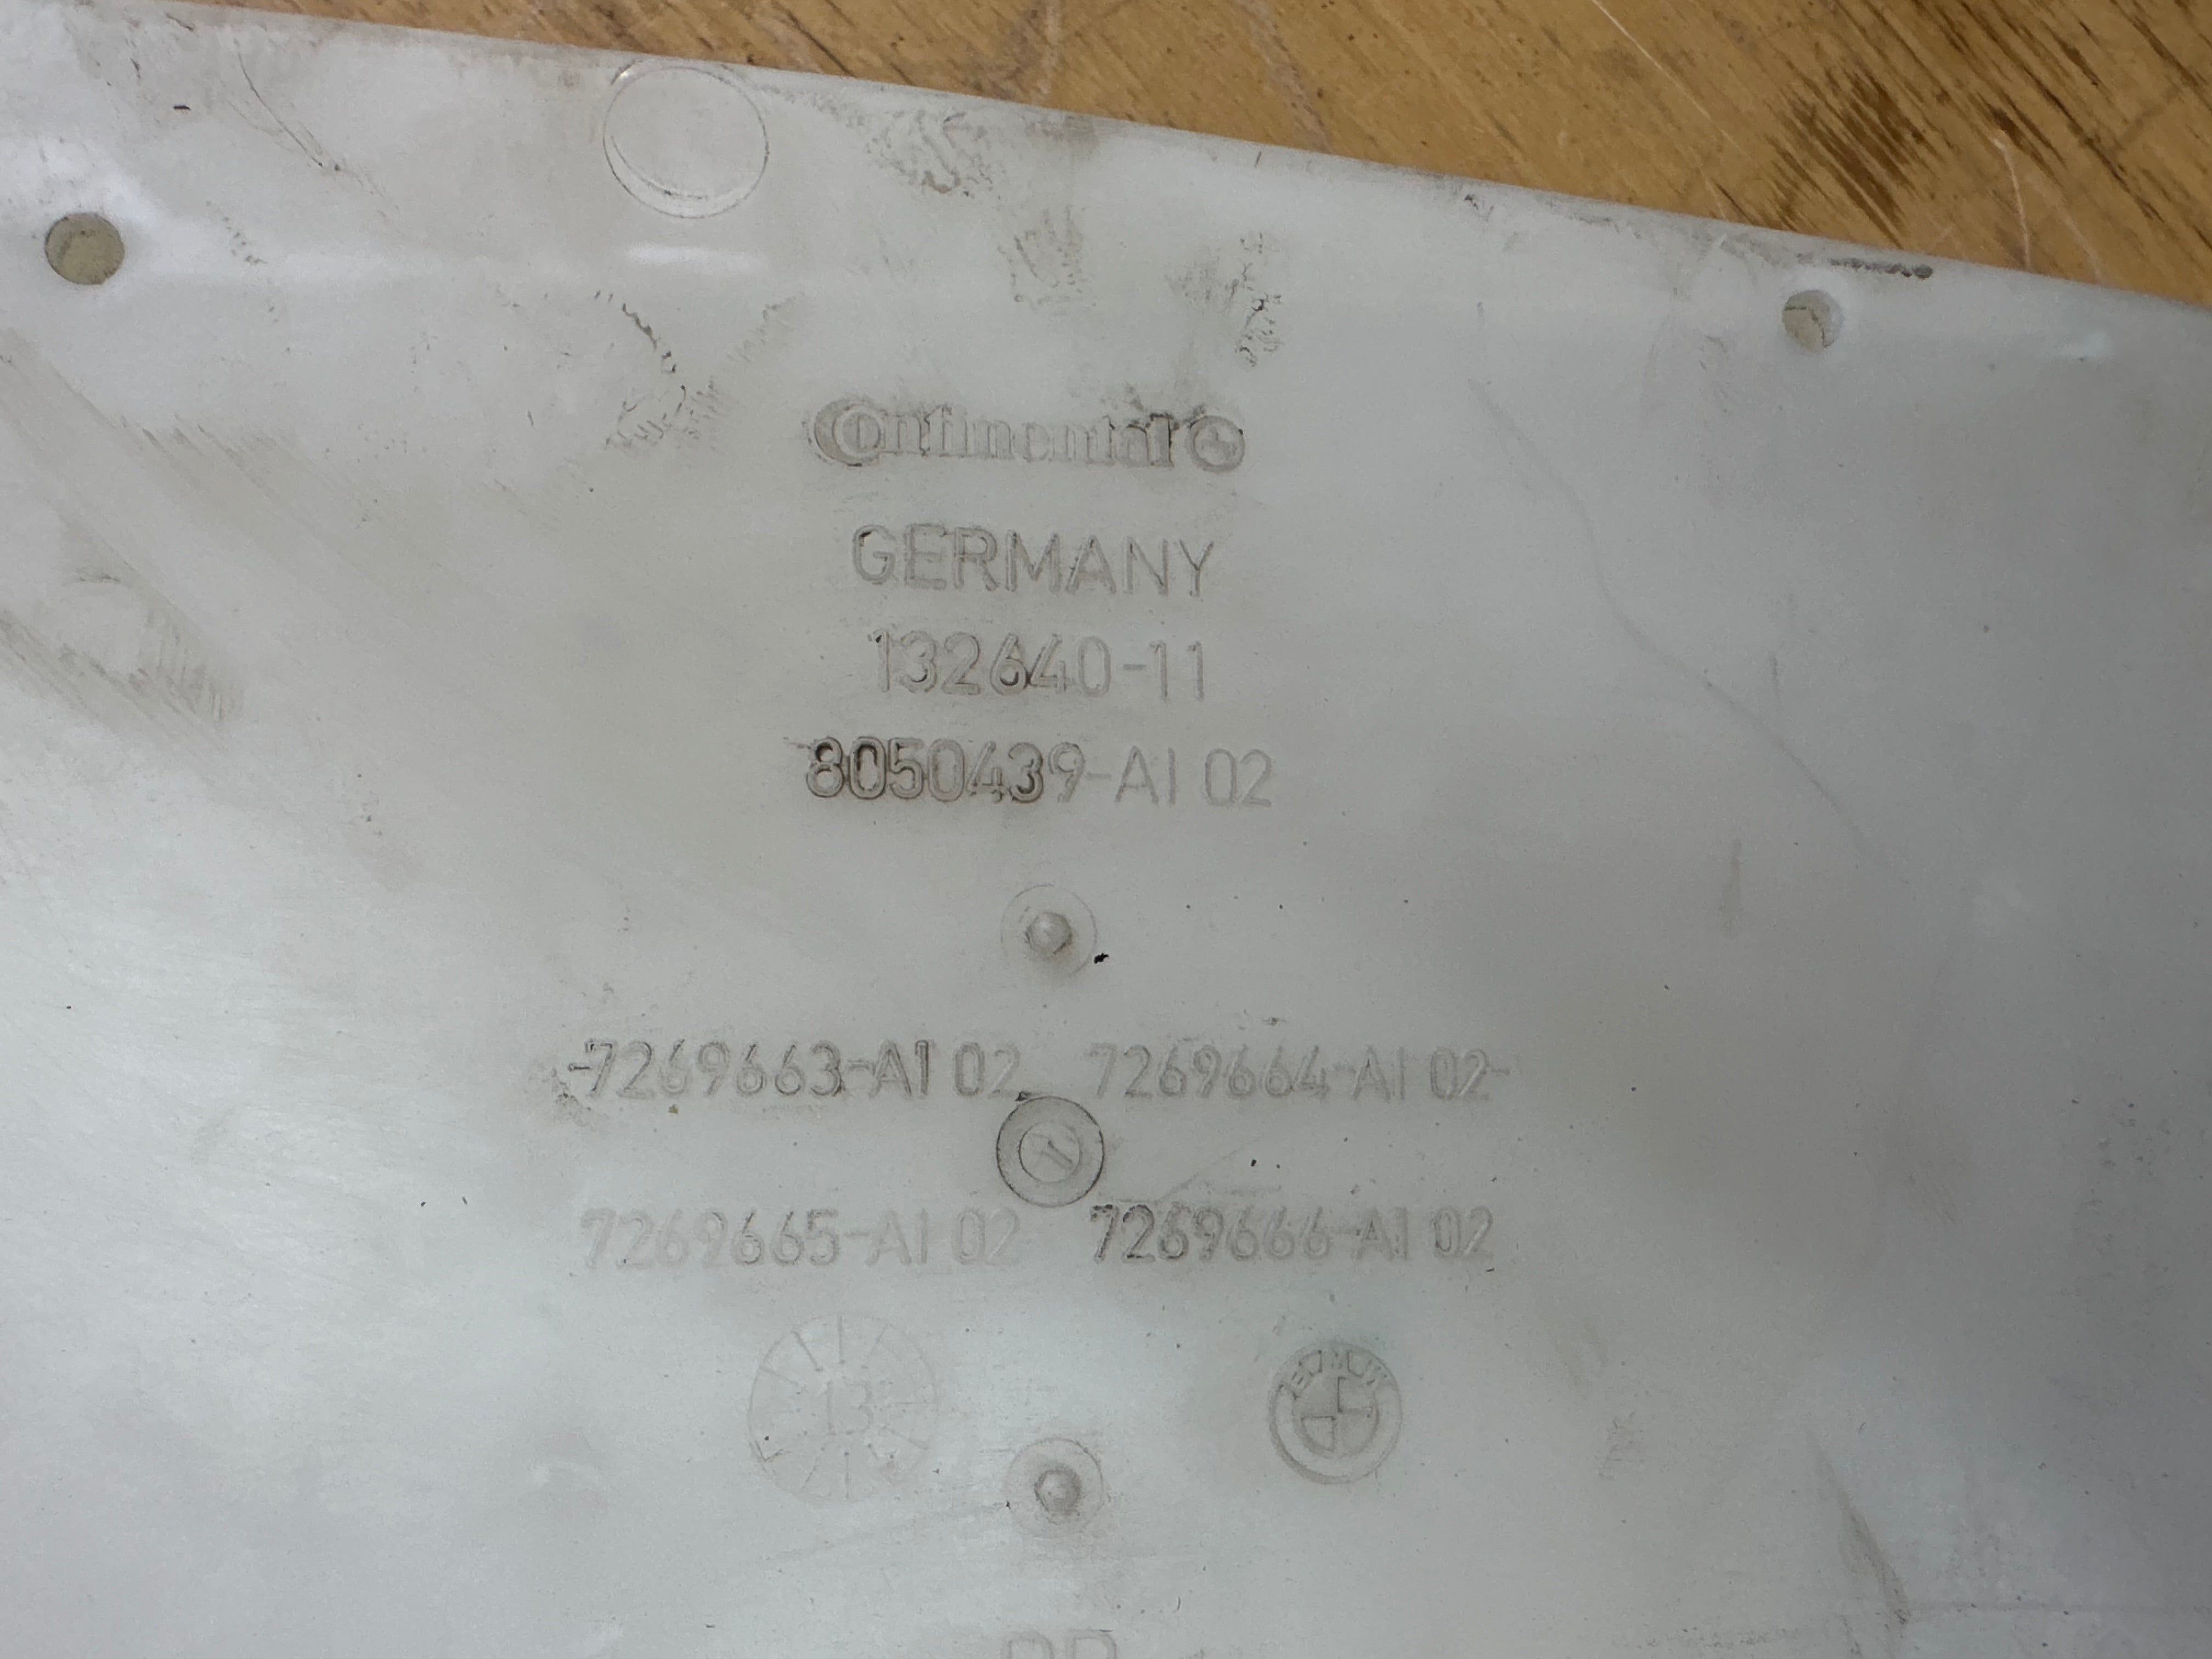 Continental
GERMANY
132640-11
8050439-AI 02
-7269663-AI 02 7269664-AI 02-
7269665-AI 02 7269666-AI 02
13
BMW